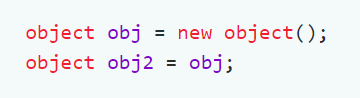 object obj = new object();
object obj2 = obj;